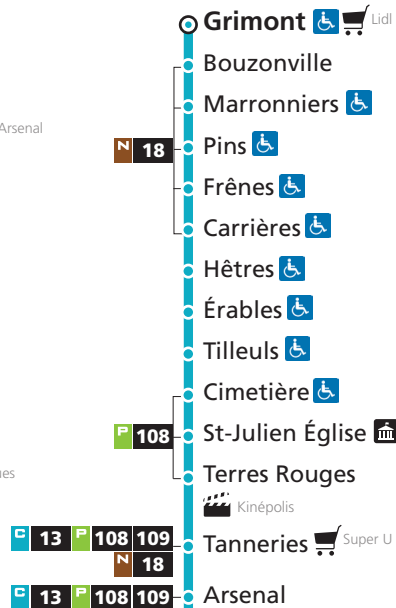 Grimont Lidl
Bouzonville
Arsenal
Marronniers
N 18 Pins
Frênes
Carrières
Hêtres
Érables
Tilleuls
Cimetière
P 108 St-Julien Église
Terres Rouges
Kinépolis
C 13 P 108 109 Tanneries Super U
N 18
C 13 P 108 109 Arsenal